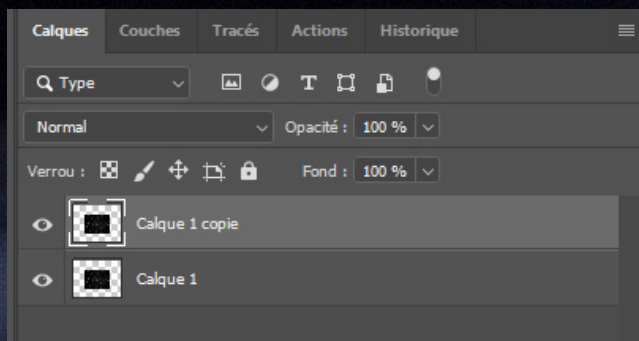 Calques Couches Tracés Actions Historique
Type
Normal Opacité : 100 %
Verrou : Fond : 100 %
Calque 1 copie
Calque 1